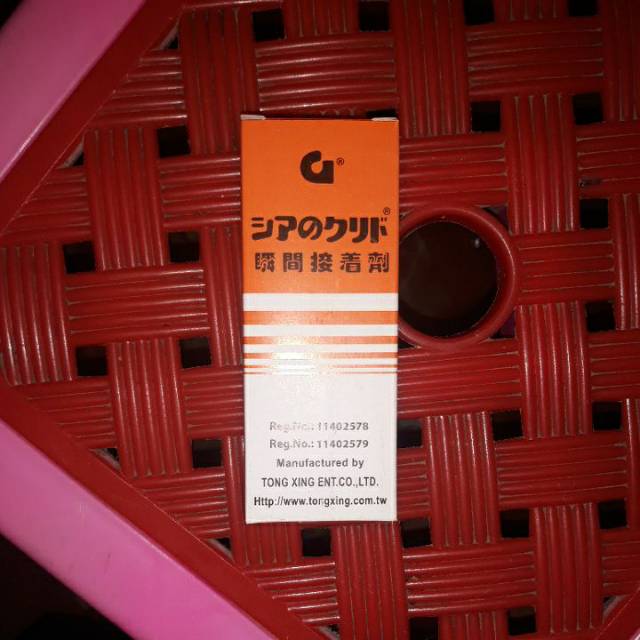 G®
シアのクリド®
瞬間接着劑
Reg.No.:11402578
Reg.No.:11402579
Manufactured by
TONG XING ENT.CO.,LTD.
Http://www.tongxing.com.tw